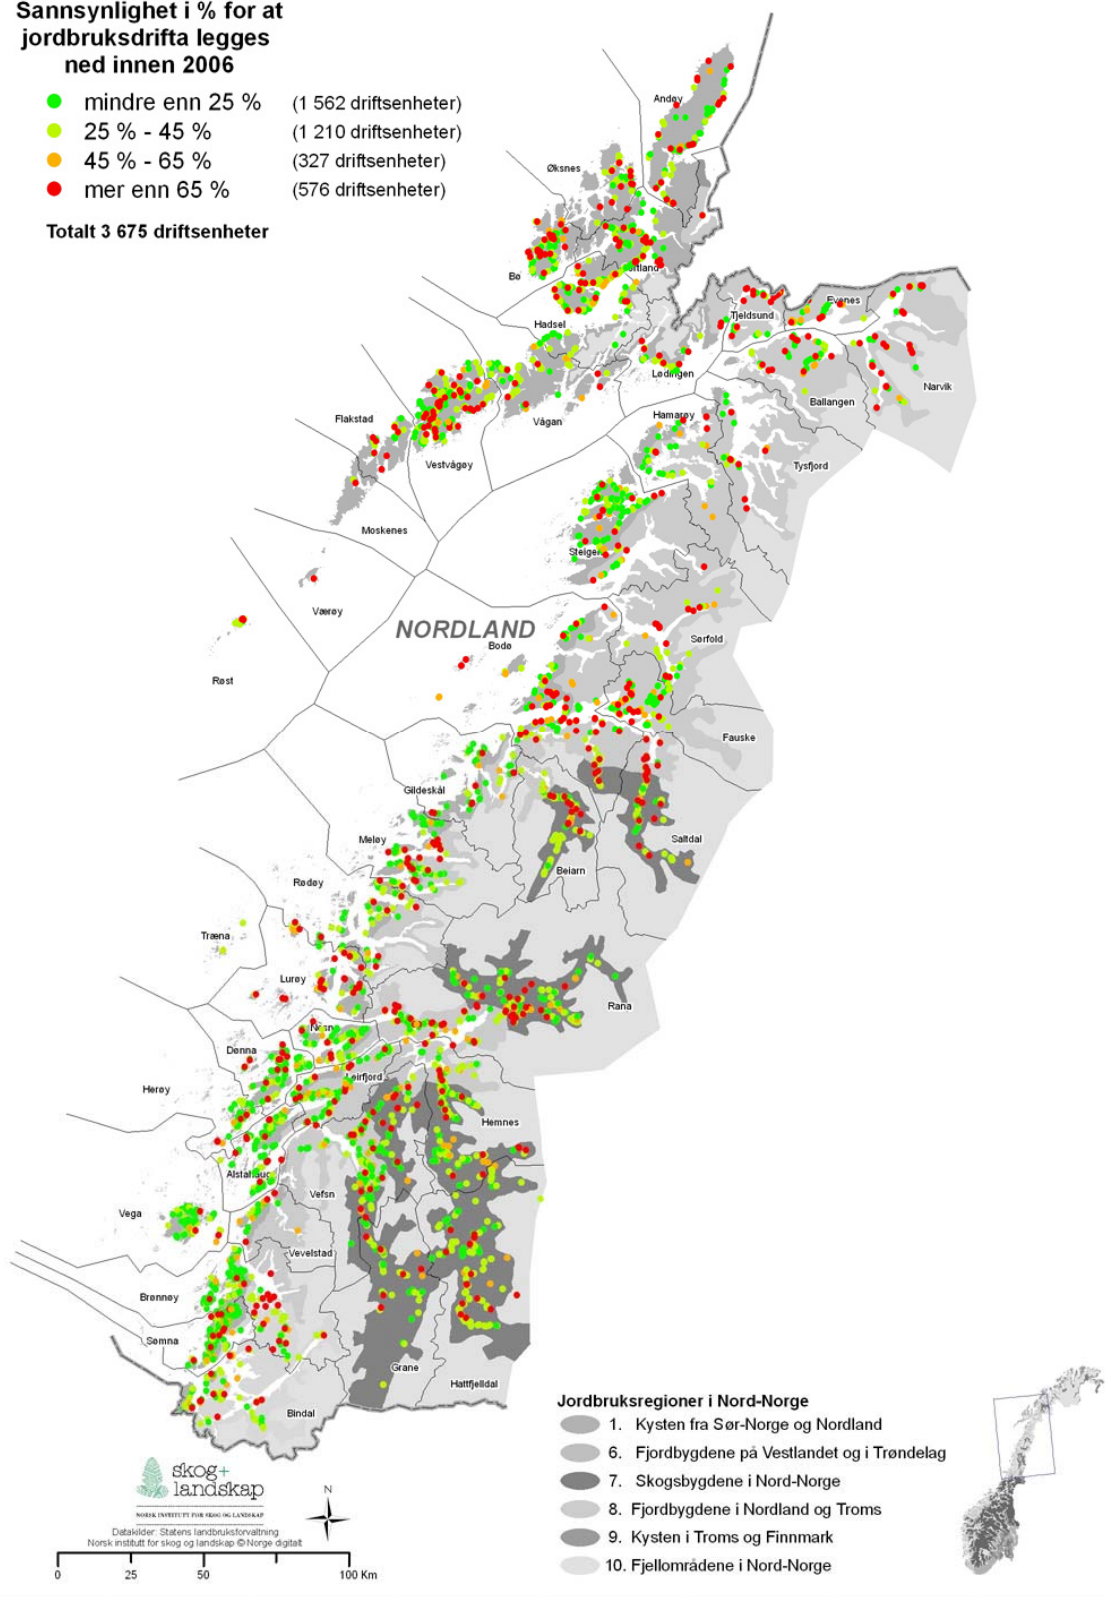 Sannsynlighet i % for at
jordbruksdrifta legges
ned innen 2006
mindre enn 25 % (1 562 driftsenheter)
25 % - 45 % (1 210 driftsenheter)
45 % - 65 % (327 driftsenheter)
mer enn 65 % (576 driftsenheter)
Totalt 3 675 driftsenheter
Andøy
Øksnes
Bø
Hadsel
Tjeldsund
Evenes
Lødingen
Narvik
Ballangen
Flakstad
Vågan
Hamarøy
Vestvågøy
Tysfjord
Moskenes
Steigen
Værøy
NORDLAND
Bodø
Sørfold
Røst
Fauske
Gildeskål
Meløy
Saltdal
Beiarn
Rødøy
Træna
Lurøy
Rana
Dønna
Herøy
Leirfjord
Hemnes
Alstahaug
Vefsn
Vega
Vevelstad
Brønnøy
Sømna
Grane
Hattfjelldal
Bindal
Jordbruksregioner i Nord-Norge
1. Kysten fra Sør-Norge og Nordland
6. Fjordbygdene på Vestlandet og i Trøndelag
7. Skogsbygdene i Nord-Norge
8. Fjordbygdene i Nordland og Troms
9. Kysten i Troms og Finnmark
10. Fjellområdene i Nord-Norge
skog+
landskap
NORSK INSTITUTT FOR SKOG OG LANDSKAP
N
Datakilder: Statens landbruksforvaltning
Norsk institutt for skog og landskap © Norge digitalt
0 25 50 100 Km